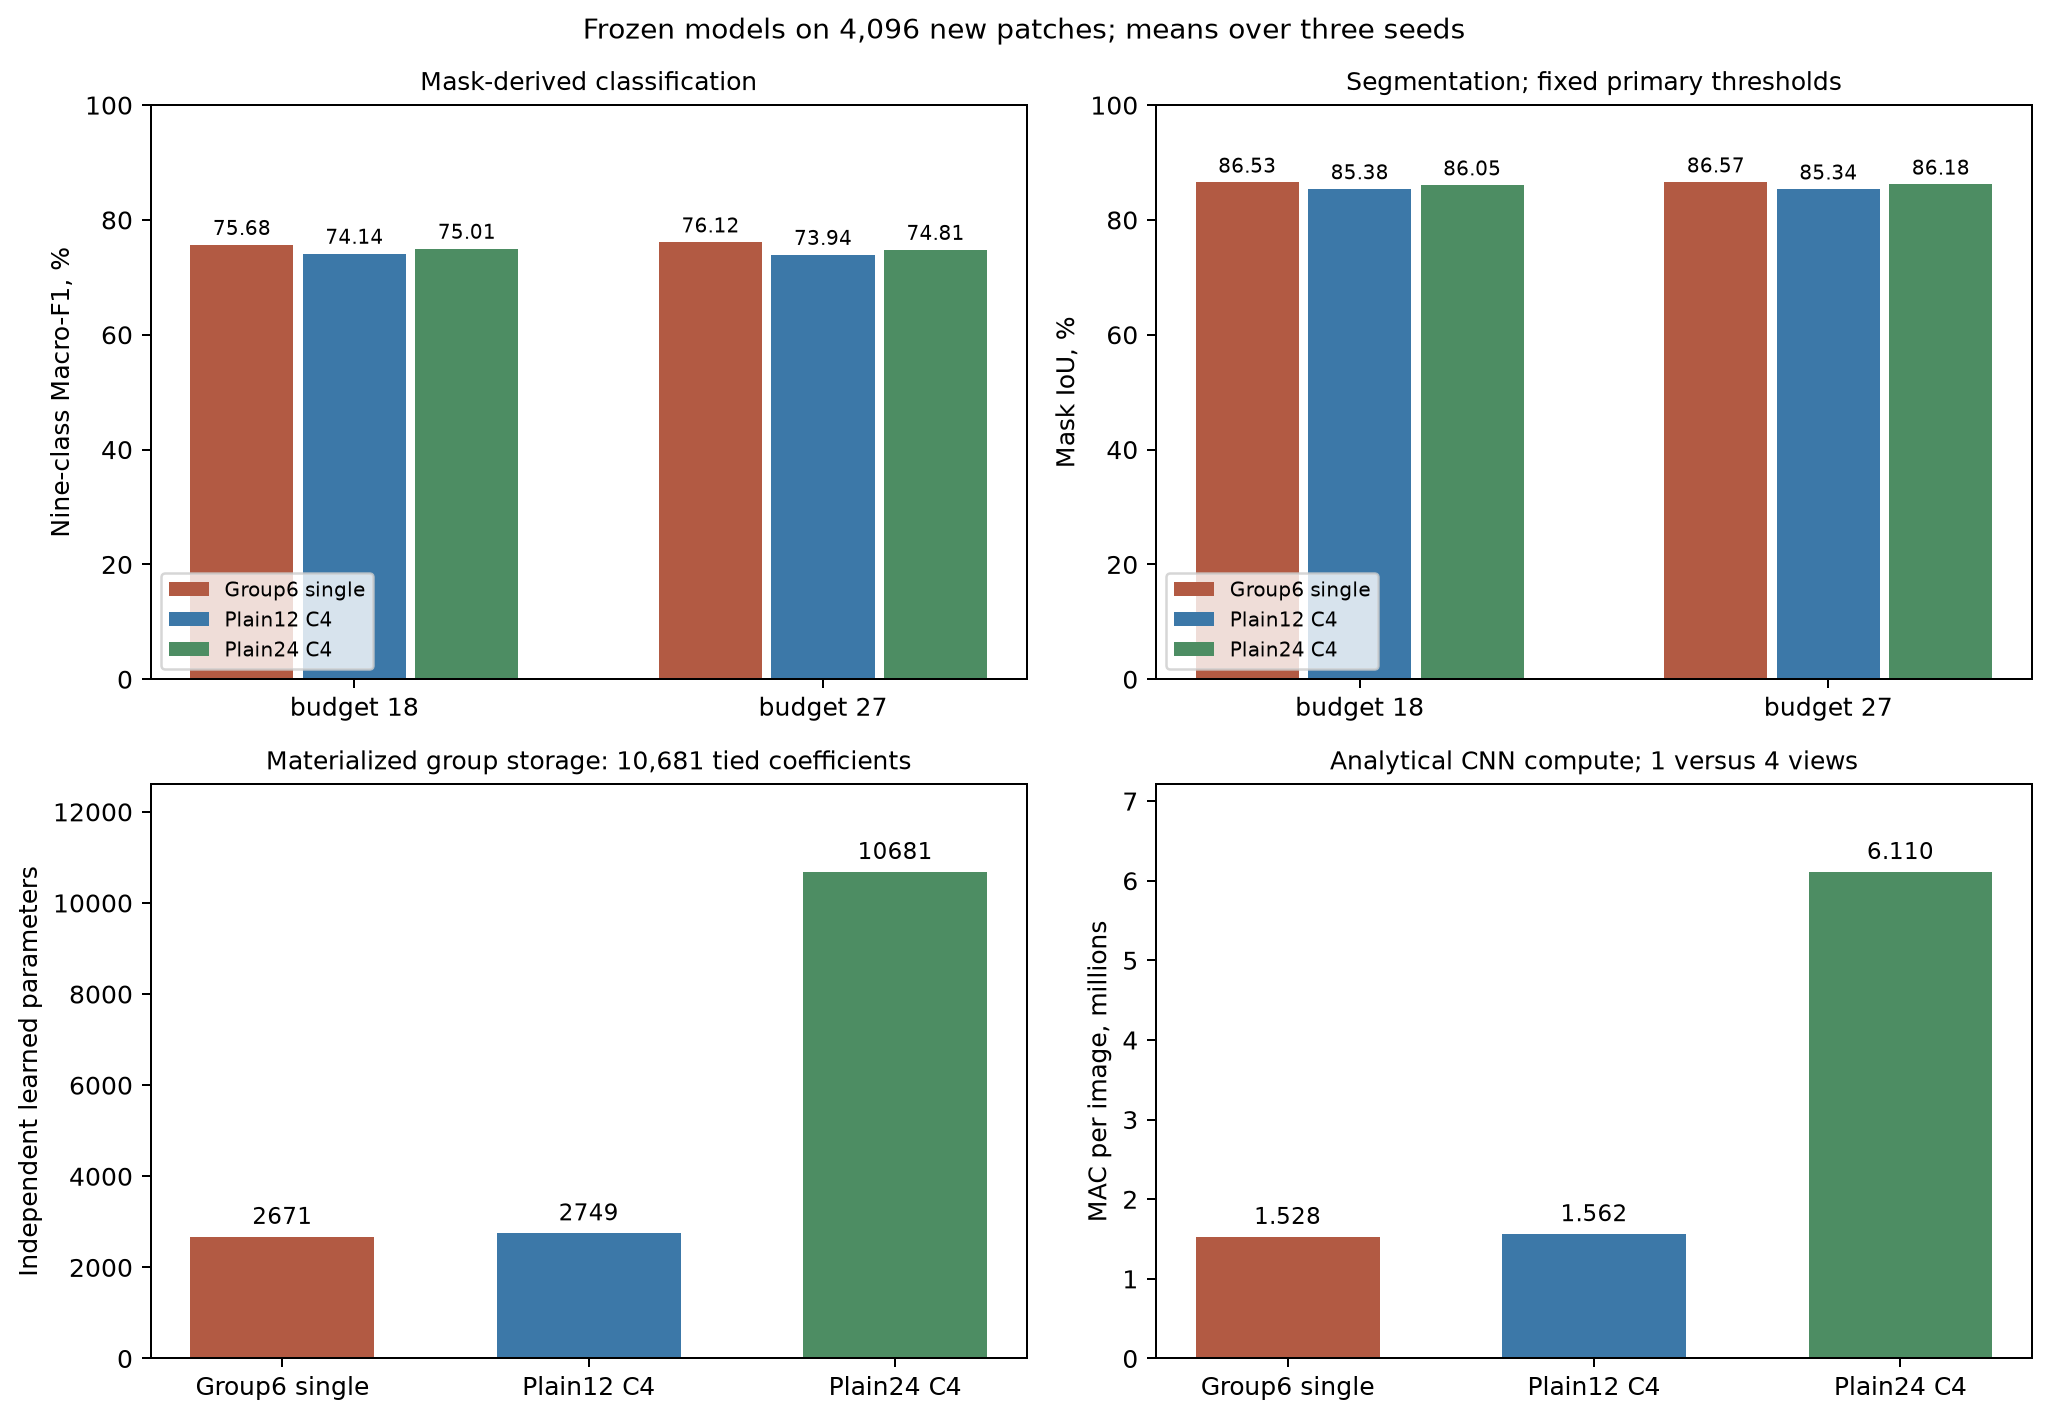 Frozen models on 4,096 new patches; means over three seeds
Mask-derived classification
Nine-class Macro-F1, %
100
80
60
40
20
0
75.68
74.14
75.01
76.12
73.94
74.81
Group6 single
Plain12 C4
Plain24 C4
budget 18
budget 27
Segmentation; fixed primary thresholds
Mask IoU, %
100
80
60
40
20
0
86.53
85.38
86.05
86.57
85.34
86.18
Group6 single
Plain12 C4
Plain24 C4
budget 18
budget 27
Materialized group storage: 10,681 tied coefficients
Independent learned parameters
12000
10000
8000
6000
4000
2000
0
2671
2749
10681
Group6 single
Plain12 C4
Plain24 C4
Analytical CNN compute; 1 versus 4 views
MAC per image, millions
7
6
5
4
3
2
1
0
1.528
1.562
6.110
Group6 single
Plain12 C4
Plain24 C4